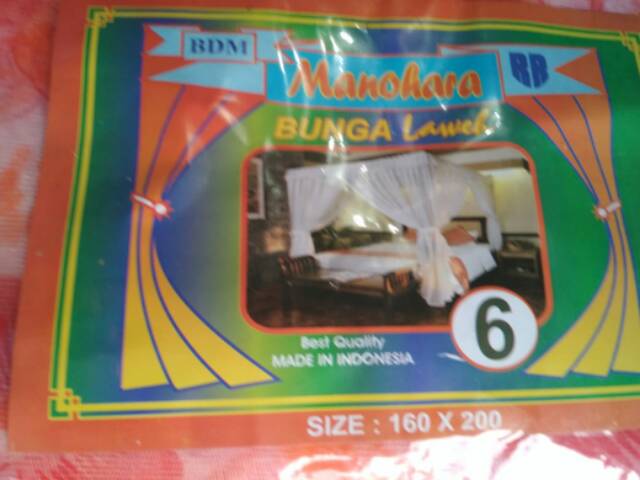 BDM
Manohara
RR
BUNGA Laweh
6
Best Quality
MADE IN INDONESIA
SIZE : 160 X 200